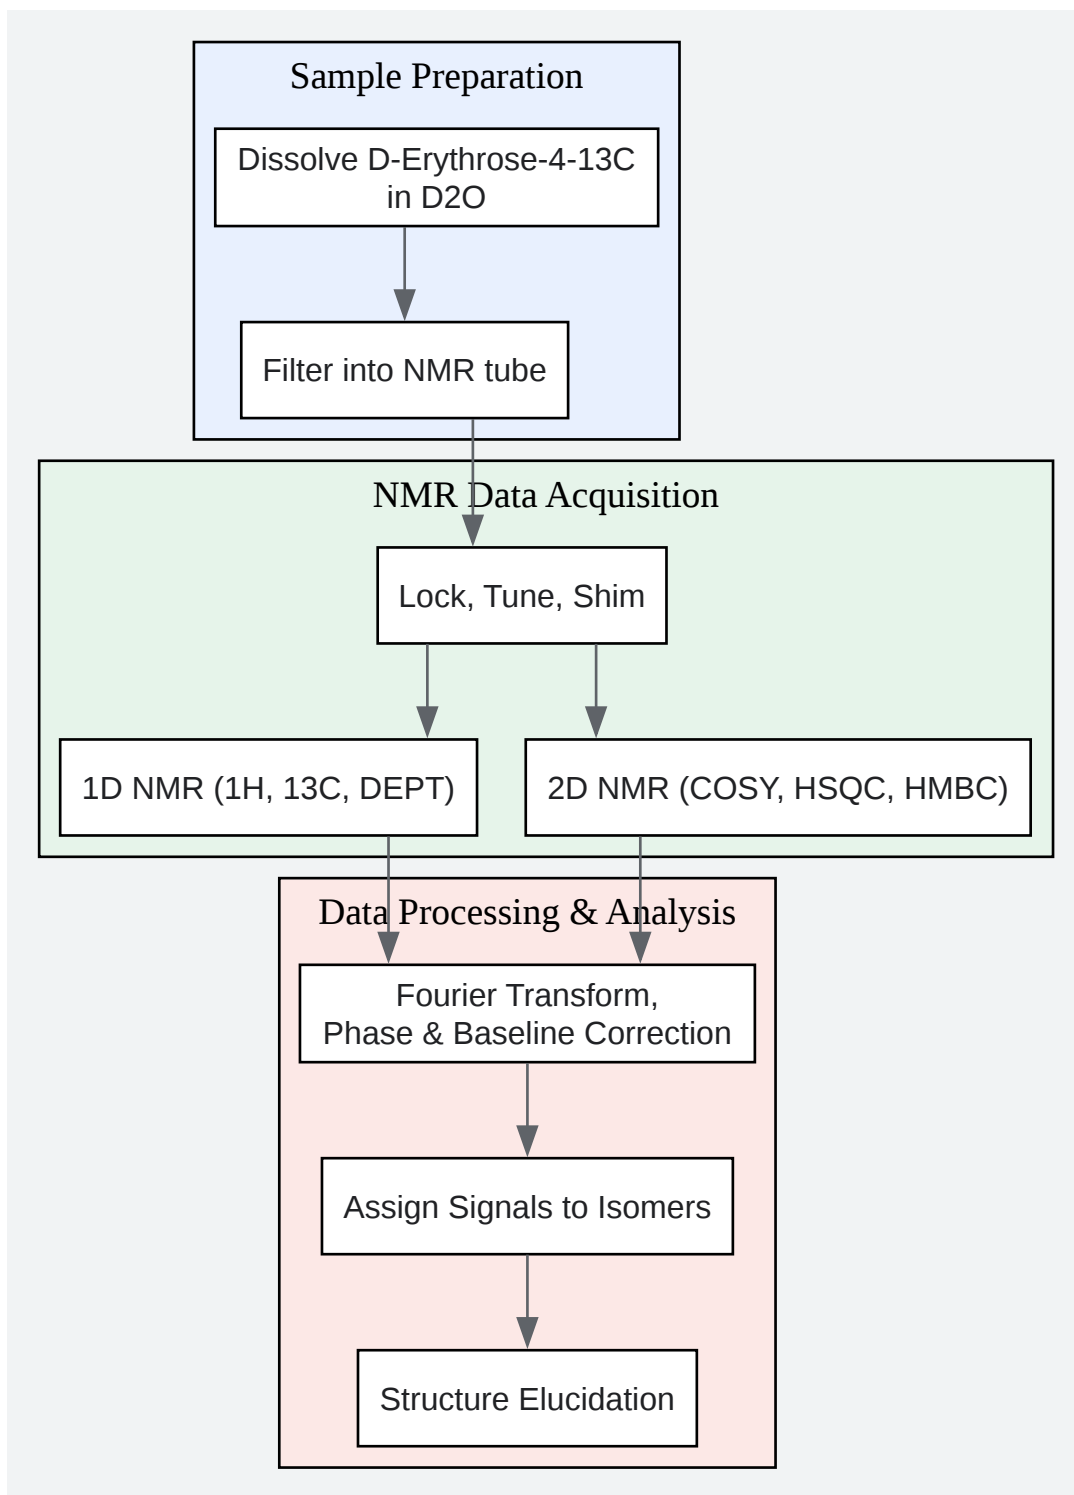 Sample Preparation
Dissolve D-Erythrose-4-13C
in D2O
Filter into NMR tube
NMR Data Acquisition
Lock, Tune, Shim
1D NMR (1H, 13C, DEPT)
2D NMR (COSY, HSQC, HMBC)
Data Processing & Analysis
Fourier Transform,
Phase & Baseline Correction
Assign Signals to Isomers
Structure Elucidation